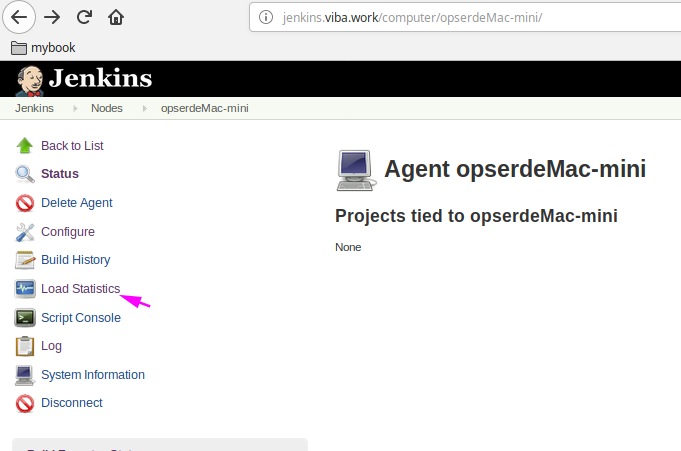 jenkins.viba.work/computer/opserdeMac-mini/
mybook
Jenkins
Jenkins Nodes opserdeMac-mini
Back to List
Status
Delete Agent
Configure
Build History
Load Statistics
Script Console
Log
System Information
Disconnect
Agent opserdeMac-mini
Projects tied to opserdeMac-mini
None